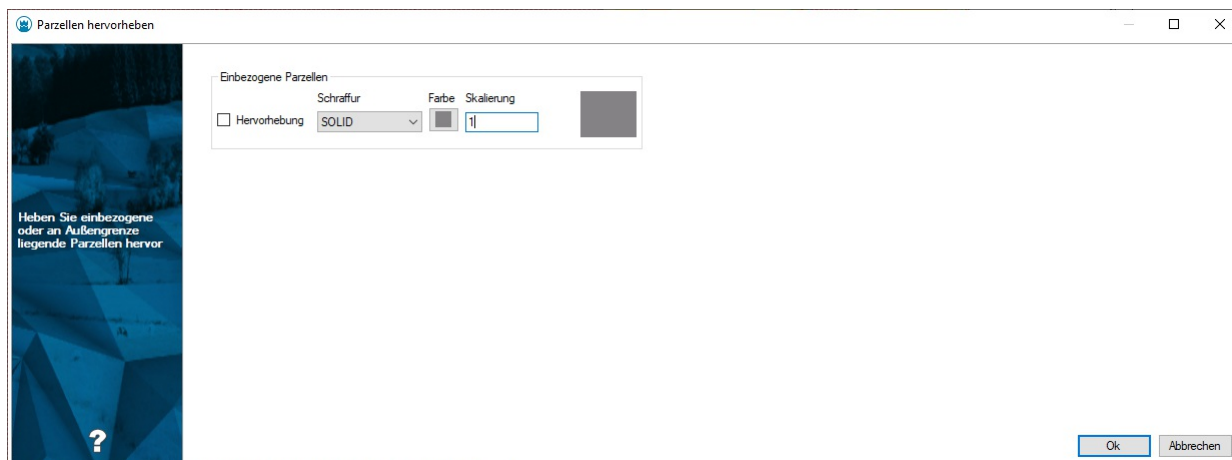 Parzellen hervorheben
Einbezogene Parzellen
Schraffur Farbe Skalierung
Hervorhebung SOLID 1
Heben Sie einbezogene
oder an Außengrenze
liegende Parzellen hervor
?
Ok Abbrechen